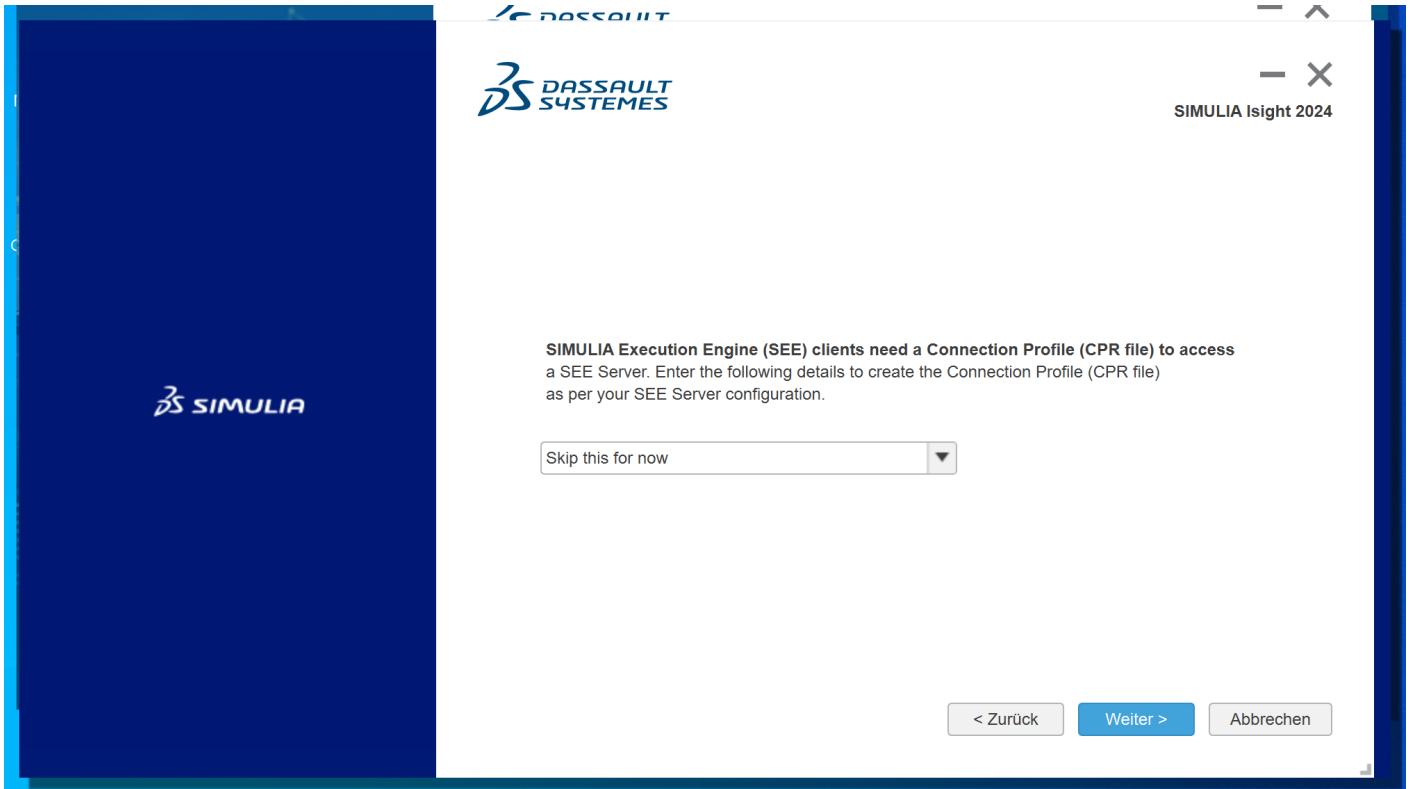 DASSAULT
DASSAULT
SYSTEMES
SIMULIA Isight 2024
SIMULIA Execution Engine (SEE) clients need a Connection Profile (CPR file) to access
a SEE Server. Enter the following details to create the Connection Profile (CPR file)
as per your SEE Server configuration.
SIMULIA
Skip this for now
< Zurück
Weiter >
Abbrechen